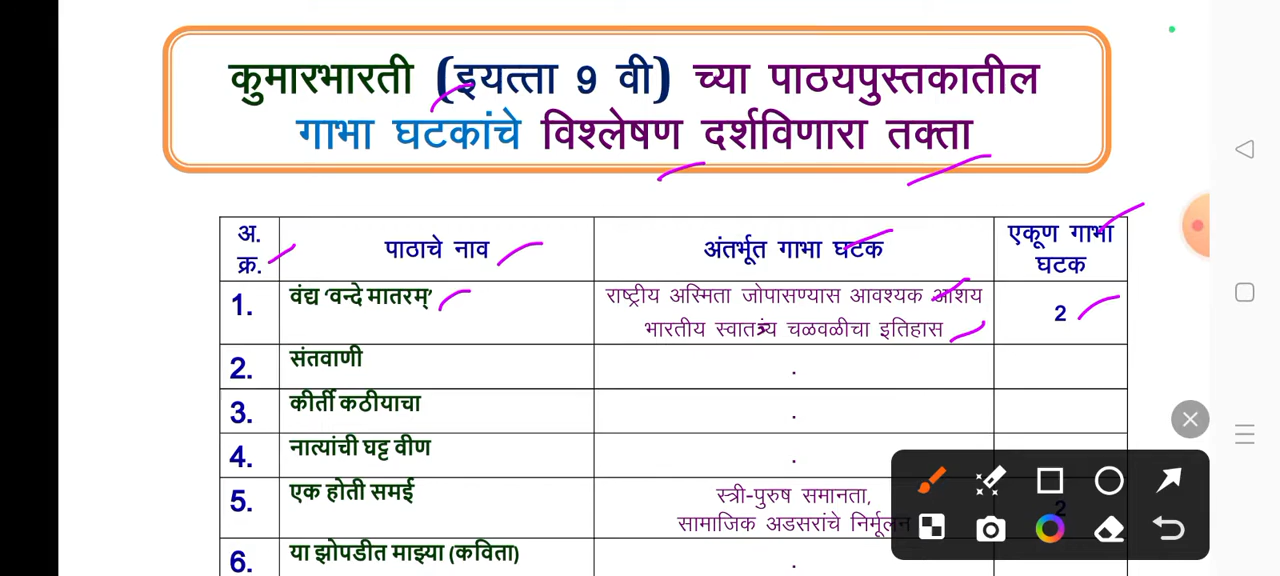 कुमारभारती (इयत्ता 9 वी) च्या पाठयपुस्तकातील
गाभा घटकांचे विश्लेषण दर्शविणारा तक्ता
अ. क्र. पाठाचे नाव अंतर्भूत गाभा घटक एकूण गाभा घटक
1. वंद्य ‘वन्दे मातरम्’ राष्ट्रीय अस्मिता जोपासण्यास आवश्यक आशय 2
भारतीय स्वातंत्र्य चळवळीचा इतिहास
2. संतवाणी .
3. कीर्ती कठीयाचा .
4. नात्यांची घट्ट वीण .
5. एक होती समई स्त्री-पुरुष समानता, 2
सामाजिक अडसरांचे निर्मूलन
6. या झोपडीत माझ्या (कविता) .